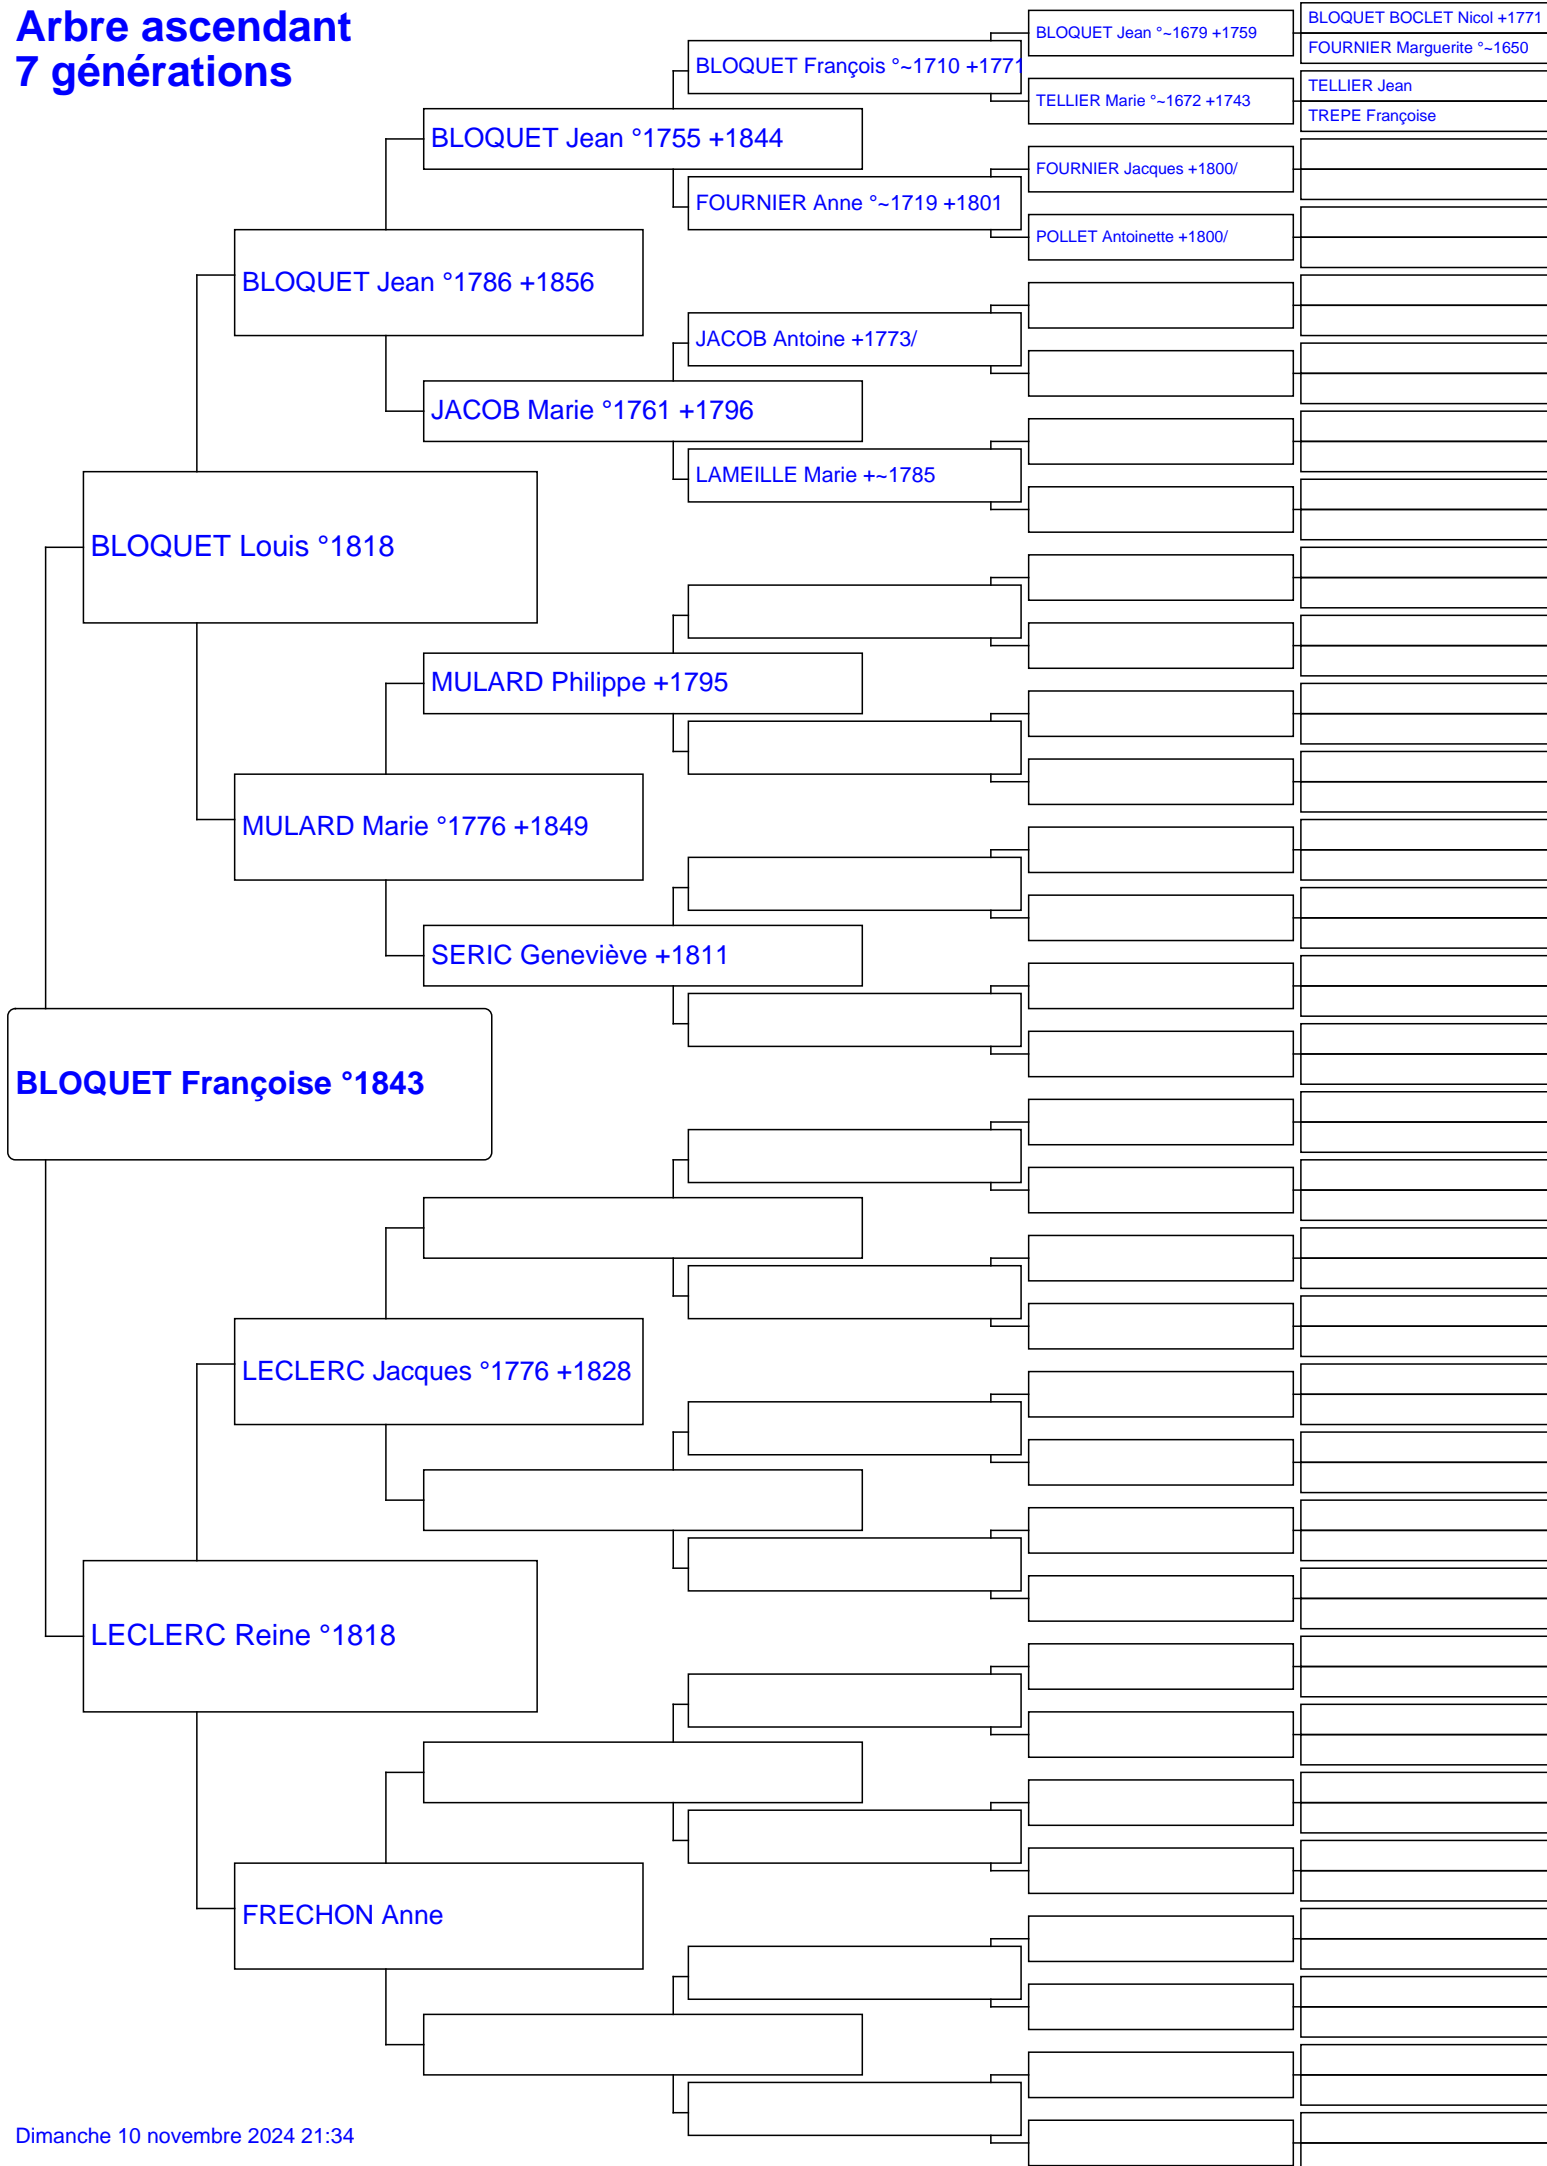 Arbre ascendant
7 générations
BLOQUET BOCLET Nicol +1771
BLOQUET Jean °~1679 +1759
FOURNIER Marguerite °~1650
BLOQUET François °~1710 +1771
TELLIER Jean
TELLIER Marie °~1672 +1743
TREPE Françoise
BLOQUET Jean °1755 +1844
FOURNIER Jacques +1800/
FOURNIER Anne °~1719 +1801
POLLET Antoinette +1800/
BLOQUET Jean °1786 +1856
JACOB Antoine +1773/
JACOB Marie °1761 +1796
LAMEILLE Marie +~1785
BLOQUET Louis °1818
MULARD Philippe +1795
MULARD Marie °1776 +1849
SERIC Geneviève +1811
BLOQUET Françoise °1843
LECLERC Jacques °1776 +1828
LECLERC Reine °1818
FRECHON Anne
Dimanche 10 novembre 2024 21:34